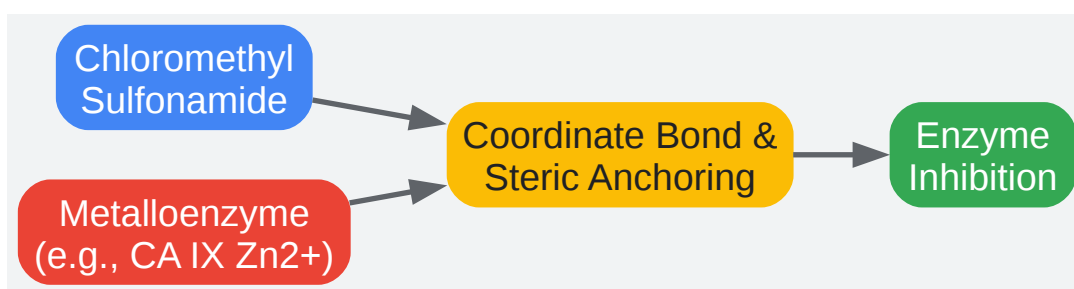 Chloromethyl
Sulfonamide
Metalloenzyme
(e.g., CA IX Zn2+)
Coordinate Bond &
Steric Anchoring
Enzyme
Inhibition